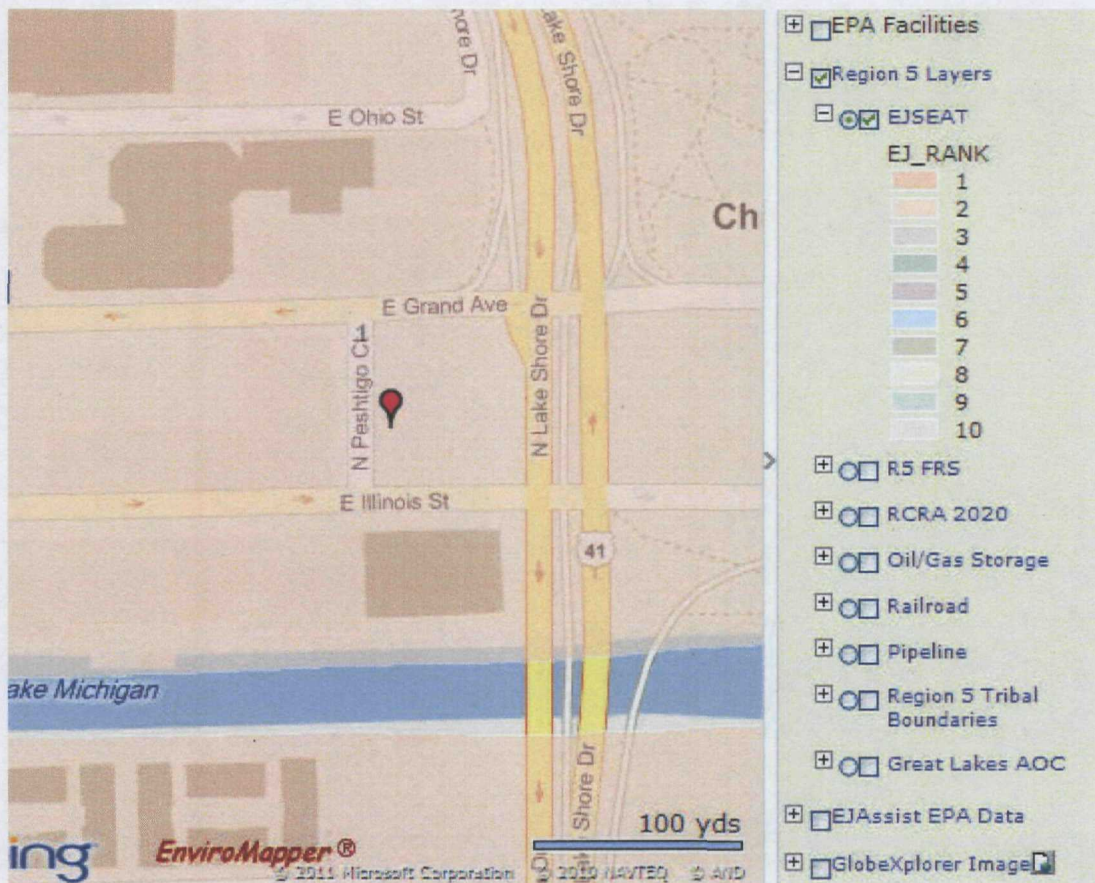 Shore Dr
Lake Shore Dr
E Ohio St
Ch
E Grand Ave
N Peshtigo Ct
1
N Lake Shore Dr
E Illinois St
41
ake Michigan
Shore Dr
100 yds
ing
EnviroMapper ®
© 2011 Microsoft Corporation © 2010 NAVTEQ © AND
EPA Facilities
Region 5 Layers
EJSEAT
EJ_RANK
1
2
3
4
5
6
7
8
9
10
R5 FRS
RCRA 2020
Oil/Gas Storage
Railroad
Pipeline
Region 5 Tribal
Boundaries
Great Lakes AOC
EJAssist EPA Data
GlobeXplorer Image